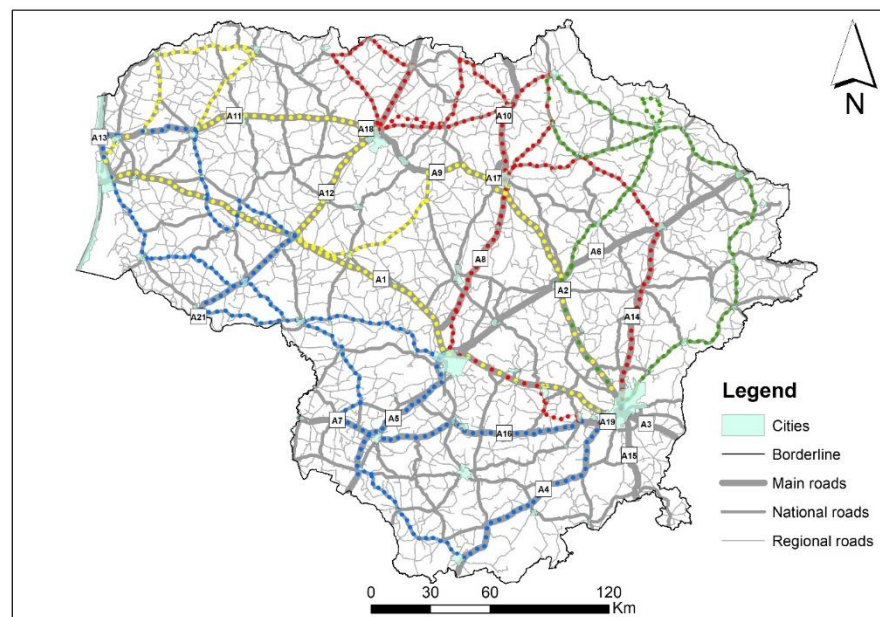 N
A13
A11
A18
A10
A9
A17
A12
A8
A6
A1
A2
A21
A14
A7
A5
A16
A19
A3
A15
A4
Legend
Cities
Borderline
Main roads
National roads
Regional roads
0 30 60 120
Km